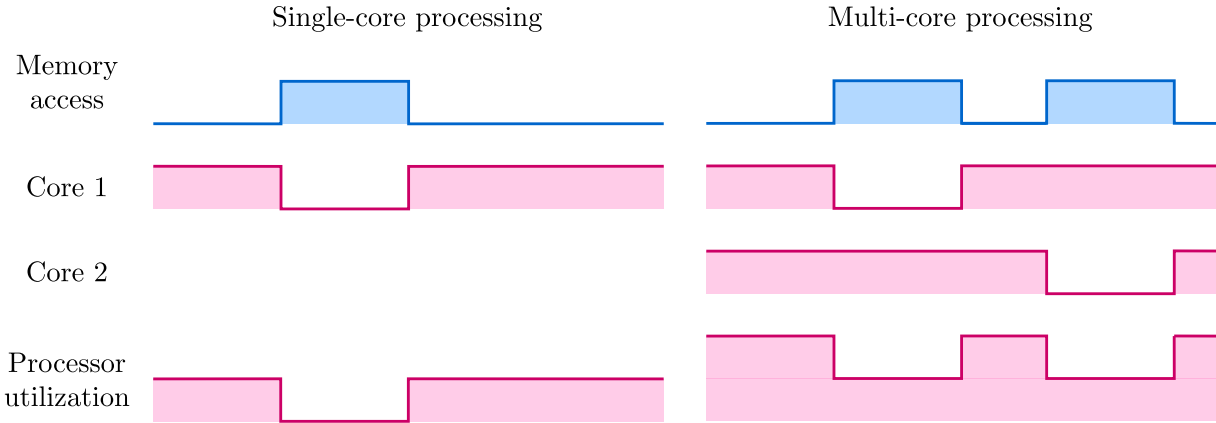 Single-core processing
Multi-core processing
Memory
access
Core 1
Core 2
Processor
utilization